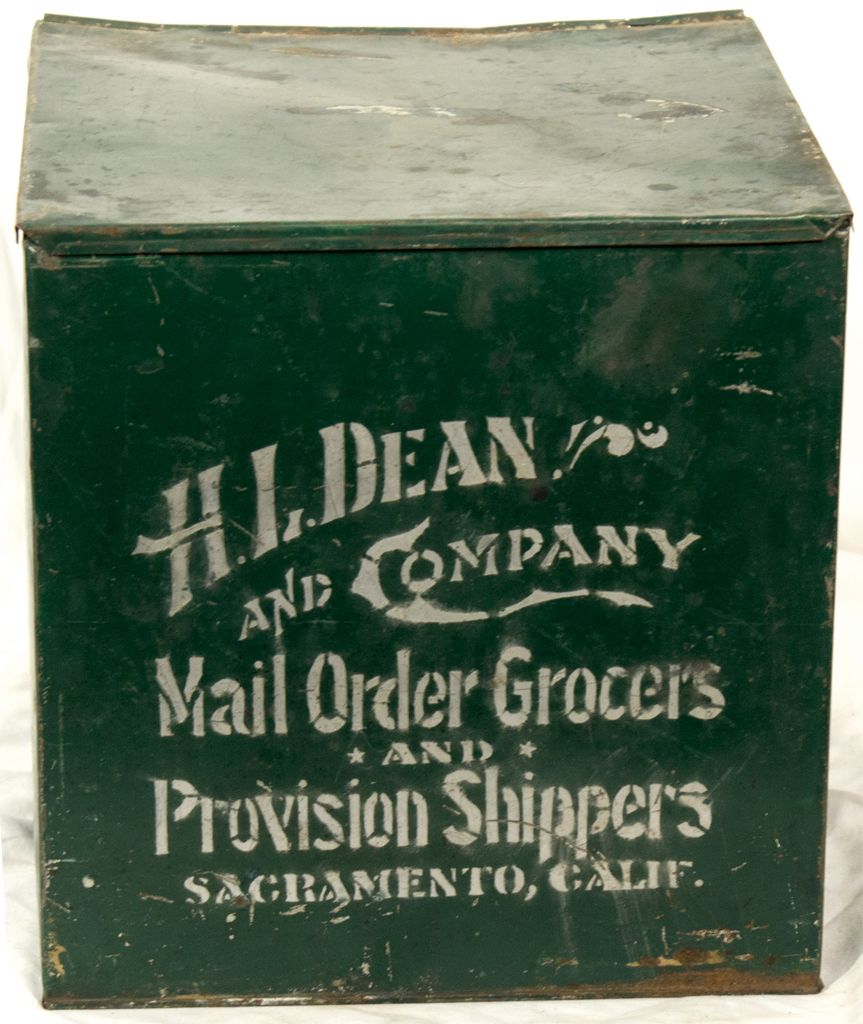 H. L. DEAN.
AND COMPANY
Mail Order Grocers
* AND *
Provision Shippers
SACRAMENTO, CALIF.